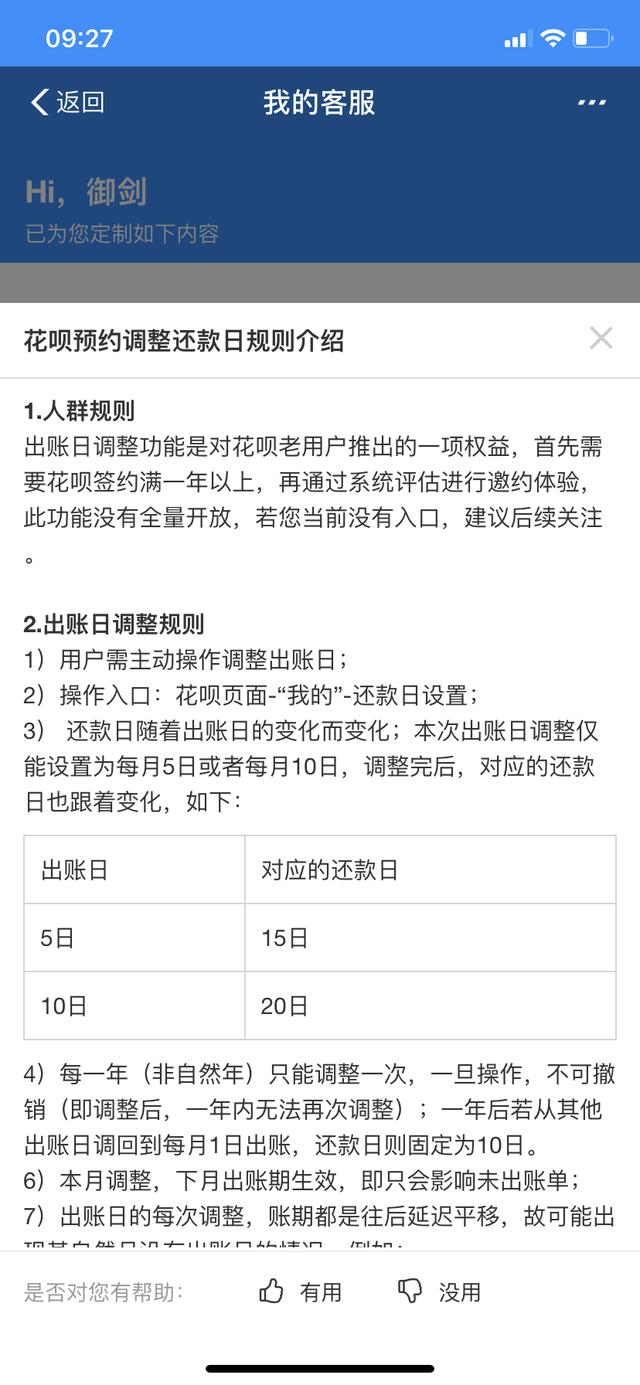 09:27
返回
我的客服
Hi，御剑
已为您定制如下内容
花呗预约调整还款日规则介绍
1.人群规则
出账日调整功能是对花呗老用户推出的一项权益，首先需
要花呗签约满一年以上，再通过系统评估进行邀约体验，
此功能没有全量开放，若您当前没有入口，建议后续关注
。
2.出账日调整规则
1）用户需主动操作调整出账日；
2）操作入口：花呗页面-“我的”-还款日设置；
3） 还款日随着出账日的变化而变化；本次出账日调整仅
能设置为每月5日或者每月10日，调整完后，对应的还款
日也跟着变化，如下：
出账日 对应的还款日
5日 15日
10日 20日
4）每一年（非自然年）只能调整一次，一旦操作，不可撤
销（即调整后，一年内无法再次调整）；一年后若从其他
出账日调回到每月1日出账，还款日则固定为10日。
6）本月调整，下月出账期生效，即只会影响未出账单；
7）出账日的每次调整，账期都是往后延迟平移，故可能出
现某自然月没有出账日的情况，例如：
是否对您有帮助： 有用 没用